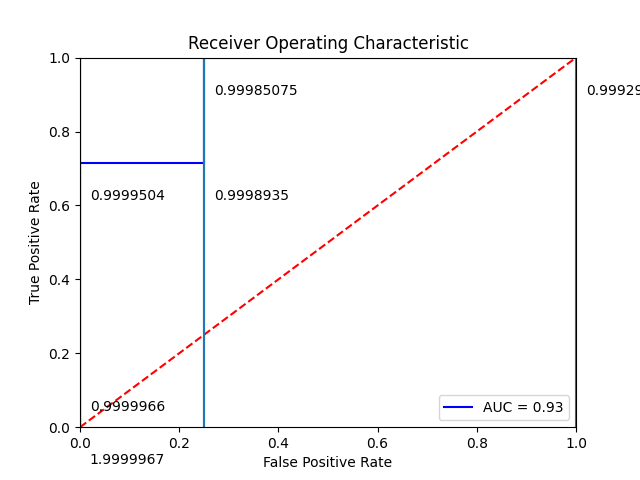 Receiver Operating Characteristic
1.0
0.99985075
0.99929
0.8
0.9999504
0.9998935
0.6
True Positive Rate
0.4
0.2
0.9999966
AUC = 0.93
0.0
0.0 0.2 0.4 0.6 0.8 1.0
1.9999967
False Positive Rate